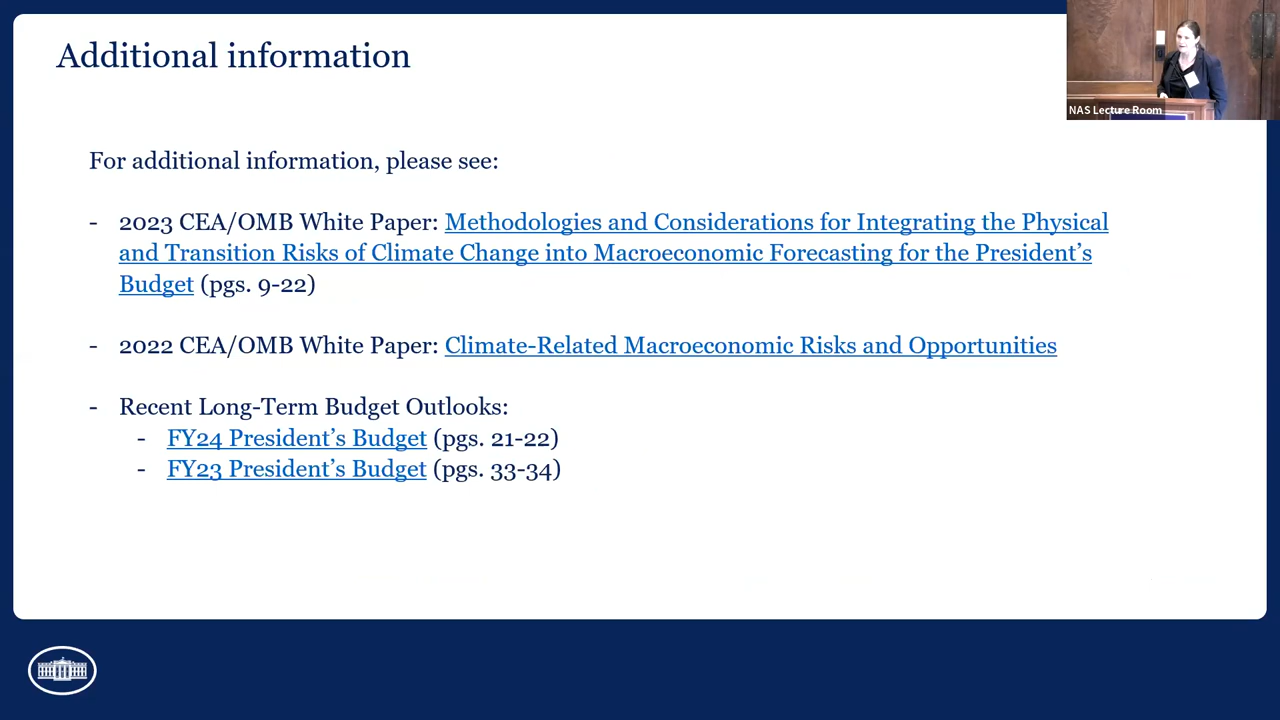 Additional information
NAS Lecture Room
For additional information, please see:
- 2023 CEA/OMB White Paper: Methodologies and Considerations for Integrating the Physical
and Transition Risks of Climate Change into Macroeconomic Forecasting for the President’s
Budget (pgs. 9-22)
- 2022 CEA/OMB White Paper: Climate-Related Macroeconomic Risks and Opportunities
- Recent Long-Term Budget Outlooks:
- FY24 President’s Budget (pgs. 21-22)
- FY23 President’s Budget (pgs. 33-34)